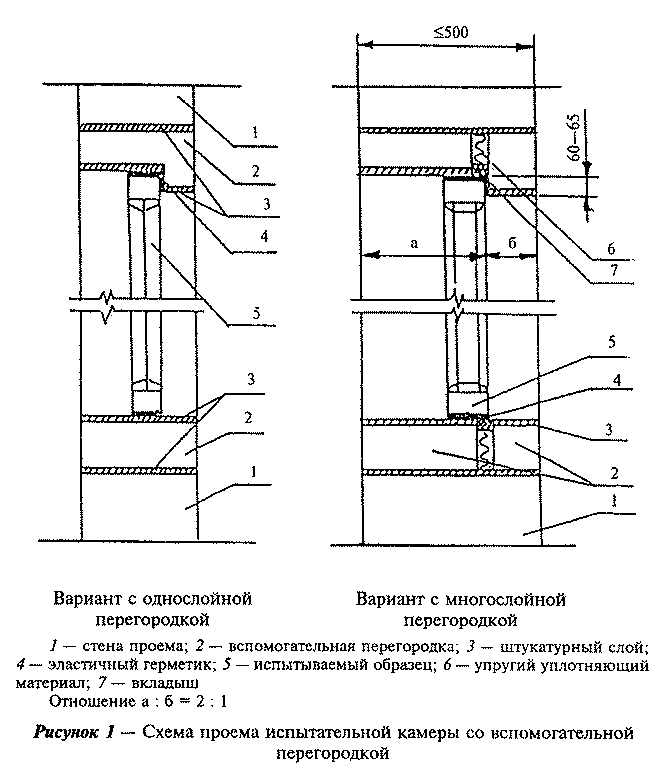 ≤500
1
2
3
4
5
3
2
1
60—65
а
б
6
7
5
4
3
2
1
Вариант с однослойной
перегородкой
Вариант с многослойной
перегородкой
1 — стена проема; 2 — вспомогательная перегородка; 3 — штукатурный слой;
4 — эластичный герметик; 5 — испытываемый образец; 6 — упругий уплотняющий
материал; 7 — вкладыш
Отношение а : б = 2 : 1
Рисунок 1 — Схема проема испытательной камеры со вспомогательной
перегородкой